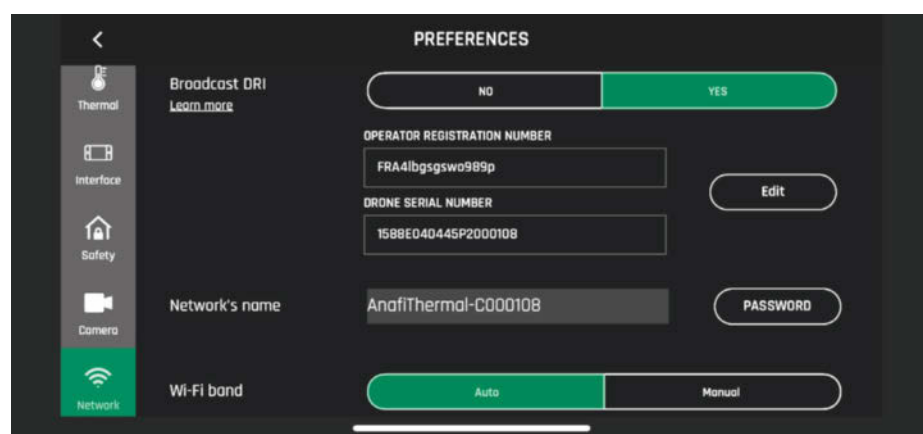 PREFERENCES
Thermal
Interface
Safety
Camera
Network
Broadcast DRI
Learn more
NO
YES
OPERATOR REGISTRATION NUMBER
FRA4lbgsgswo989p
DRONE SERIAL NUMBER
1588E040445P2000108
Edit
Network's name
AnafiThermal-C000108
PASSWORD
Wi-Fi band
Auto
Manual